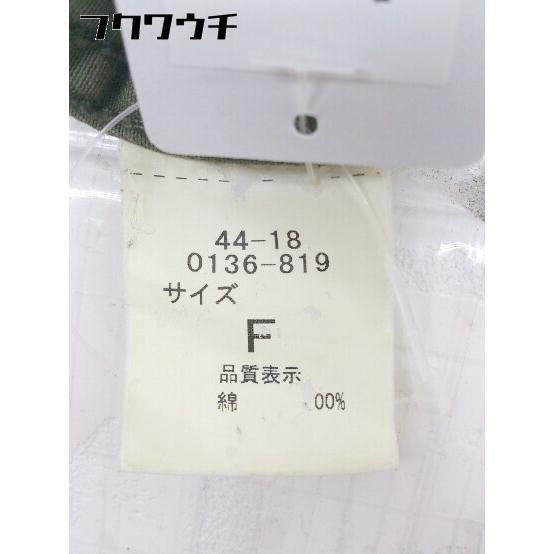 フクワウチ
44-18
0136-819
サイズ
F
品質表示
綿 00%